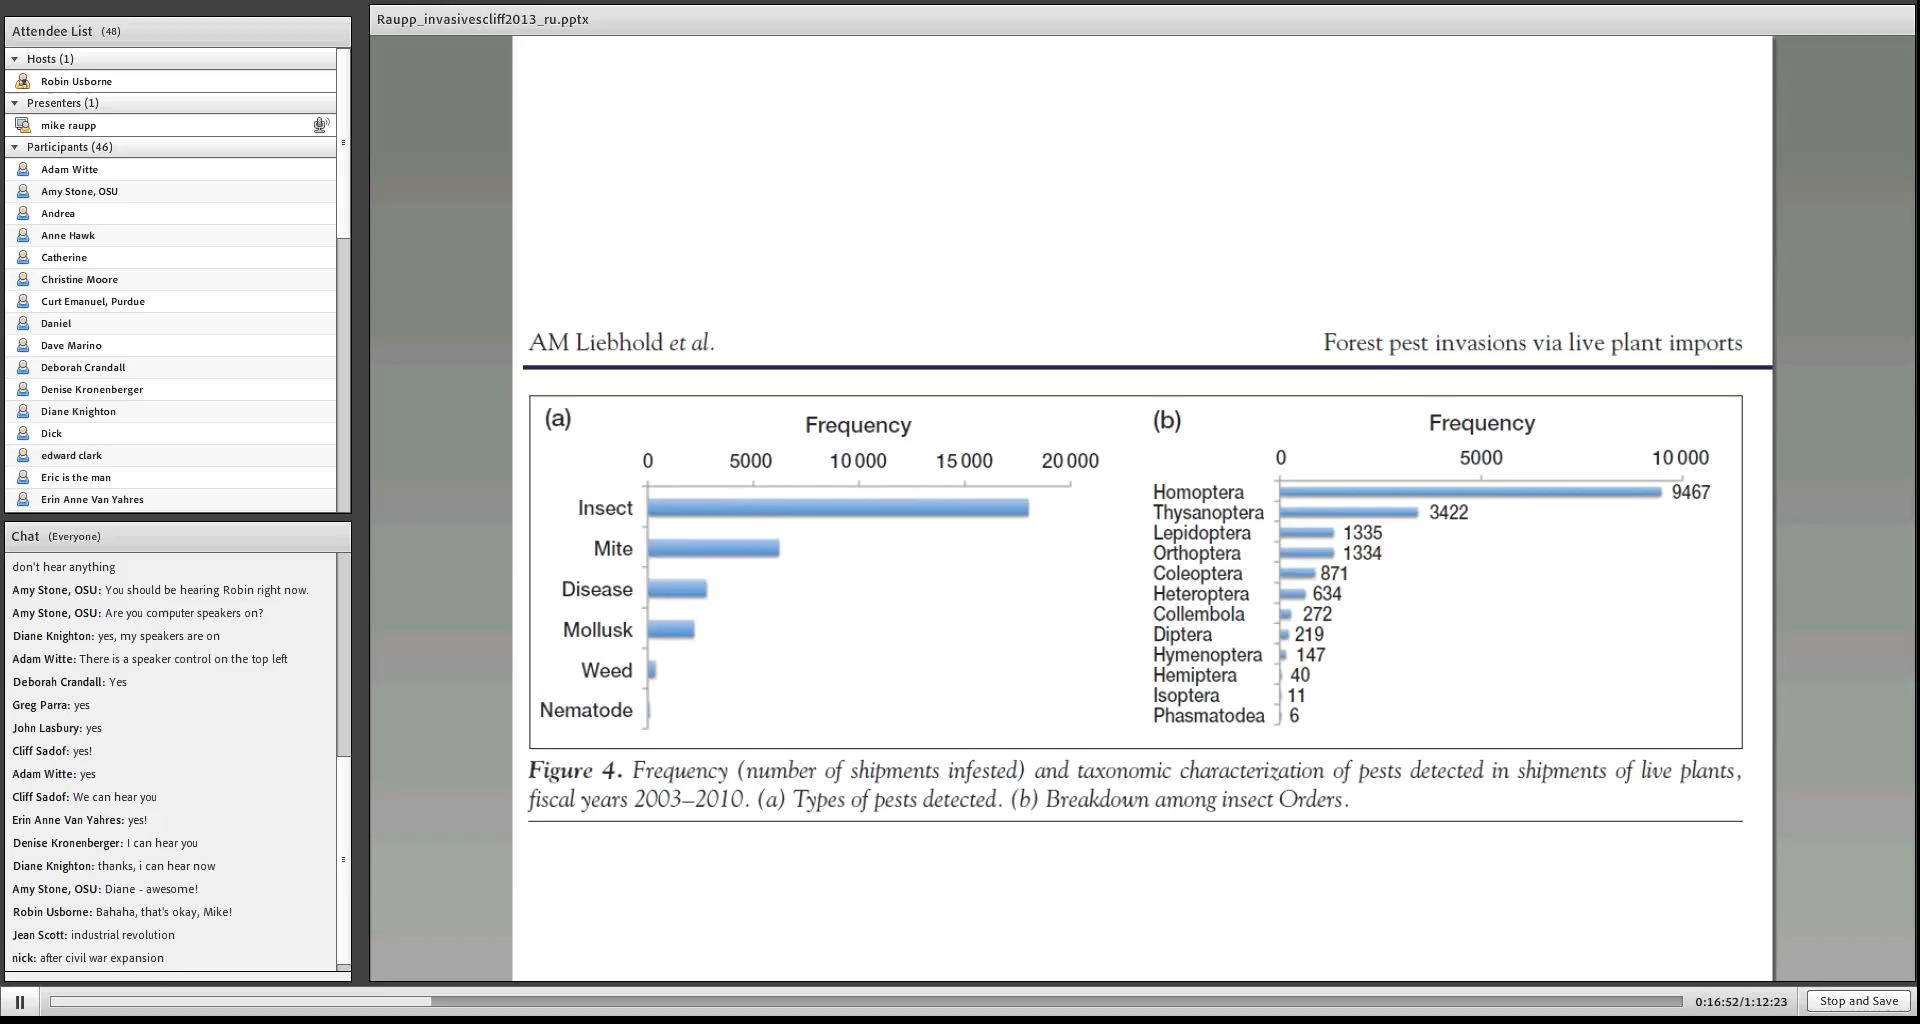 Attendee List (48)
Hosts (1)
Robin Usborne
Presenters (1)
mike raupp
Participants (46)
Adam Witte
Amy Stone, OSU
Andrea
Anne Hawk
Catherine
Christine Moore
Curt Emanuel, Purdue
Daniel
Dave Marino
Deborah Crandall
Denise Kronenberger
Diane Knighton
Dick
edward clark
Eric is the man
Erin Anne Van Yahres
Chat (Everyone)
don't hear anything
Amy Stone, OSU: You should be hearing Robin right now.
Amy Stone, OSU: Are you computer speakers on?
Diane Knighton: yes, my speakers are on
Adam Witte: There is a speaker control on the top left
Deborah Crandall: Yes
Greg Parra: yes
John Lasbury: yes
Cliff Sadof: yes!
Adam Witte: yes
Cliff Sadof: We can hear you
Erin Anne Van Yahres: yes!
Denise Kronenberger: I can hear you
Diane Knighton: thanks, i can hear now
Amy Stone, OSU: Diane - awesome!
Robin Usborne: Bahaha, that's okay, Mike!
Jean Scott: industrial revolution
nick: after civil war expansion
Raupp_invasivescliff2013_ru.pptx
AM Liebhold et al.
Forest pest invasions via live plant imports
(a)
Frequency
0 5000 10 000 15 000 20 000
Insect
Mite
Disease
Mollusk
Weed
Nematode
(b)
Frequency
0 5000 10 000
Homoptera 9467
Thysanoptera 3422
Lepidoptera 1335
Orthoptera 1334
Coleoptera 871
Heteroptera 634
Collembola 272
Diptera 219
Hymenoptera 147
Hemiptera 40
Isoptera 11
Phasmatodea 6
Figure 4. Frequency (number of shipments infested) and taxonomic characterization of pests detected in shipments of live plants,
fiscal years 2003–2010. (a) Types of pests detected. (b) Breakdown among insect Orders.
0:16:52/1:12:23
Stop and Save